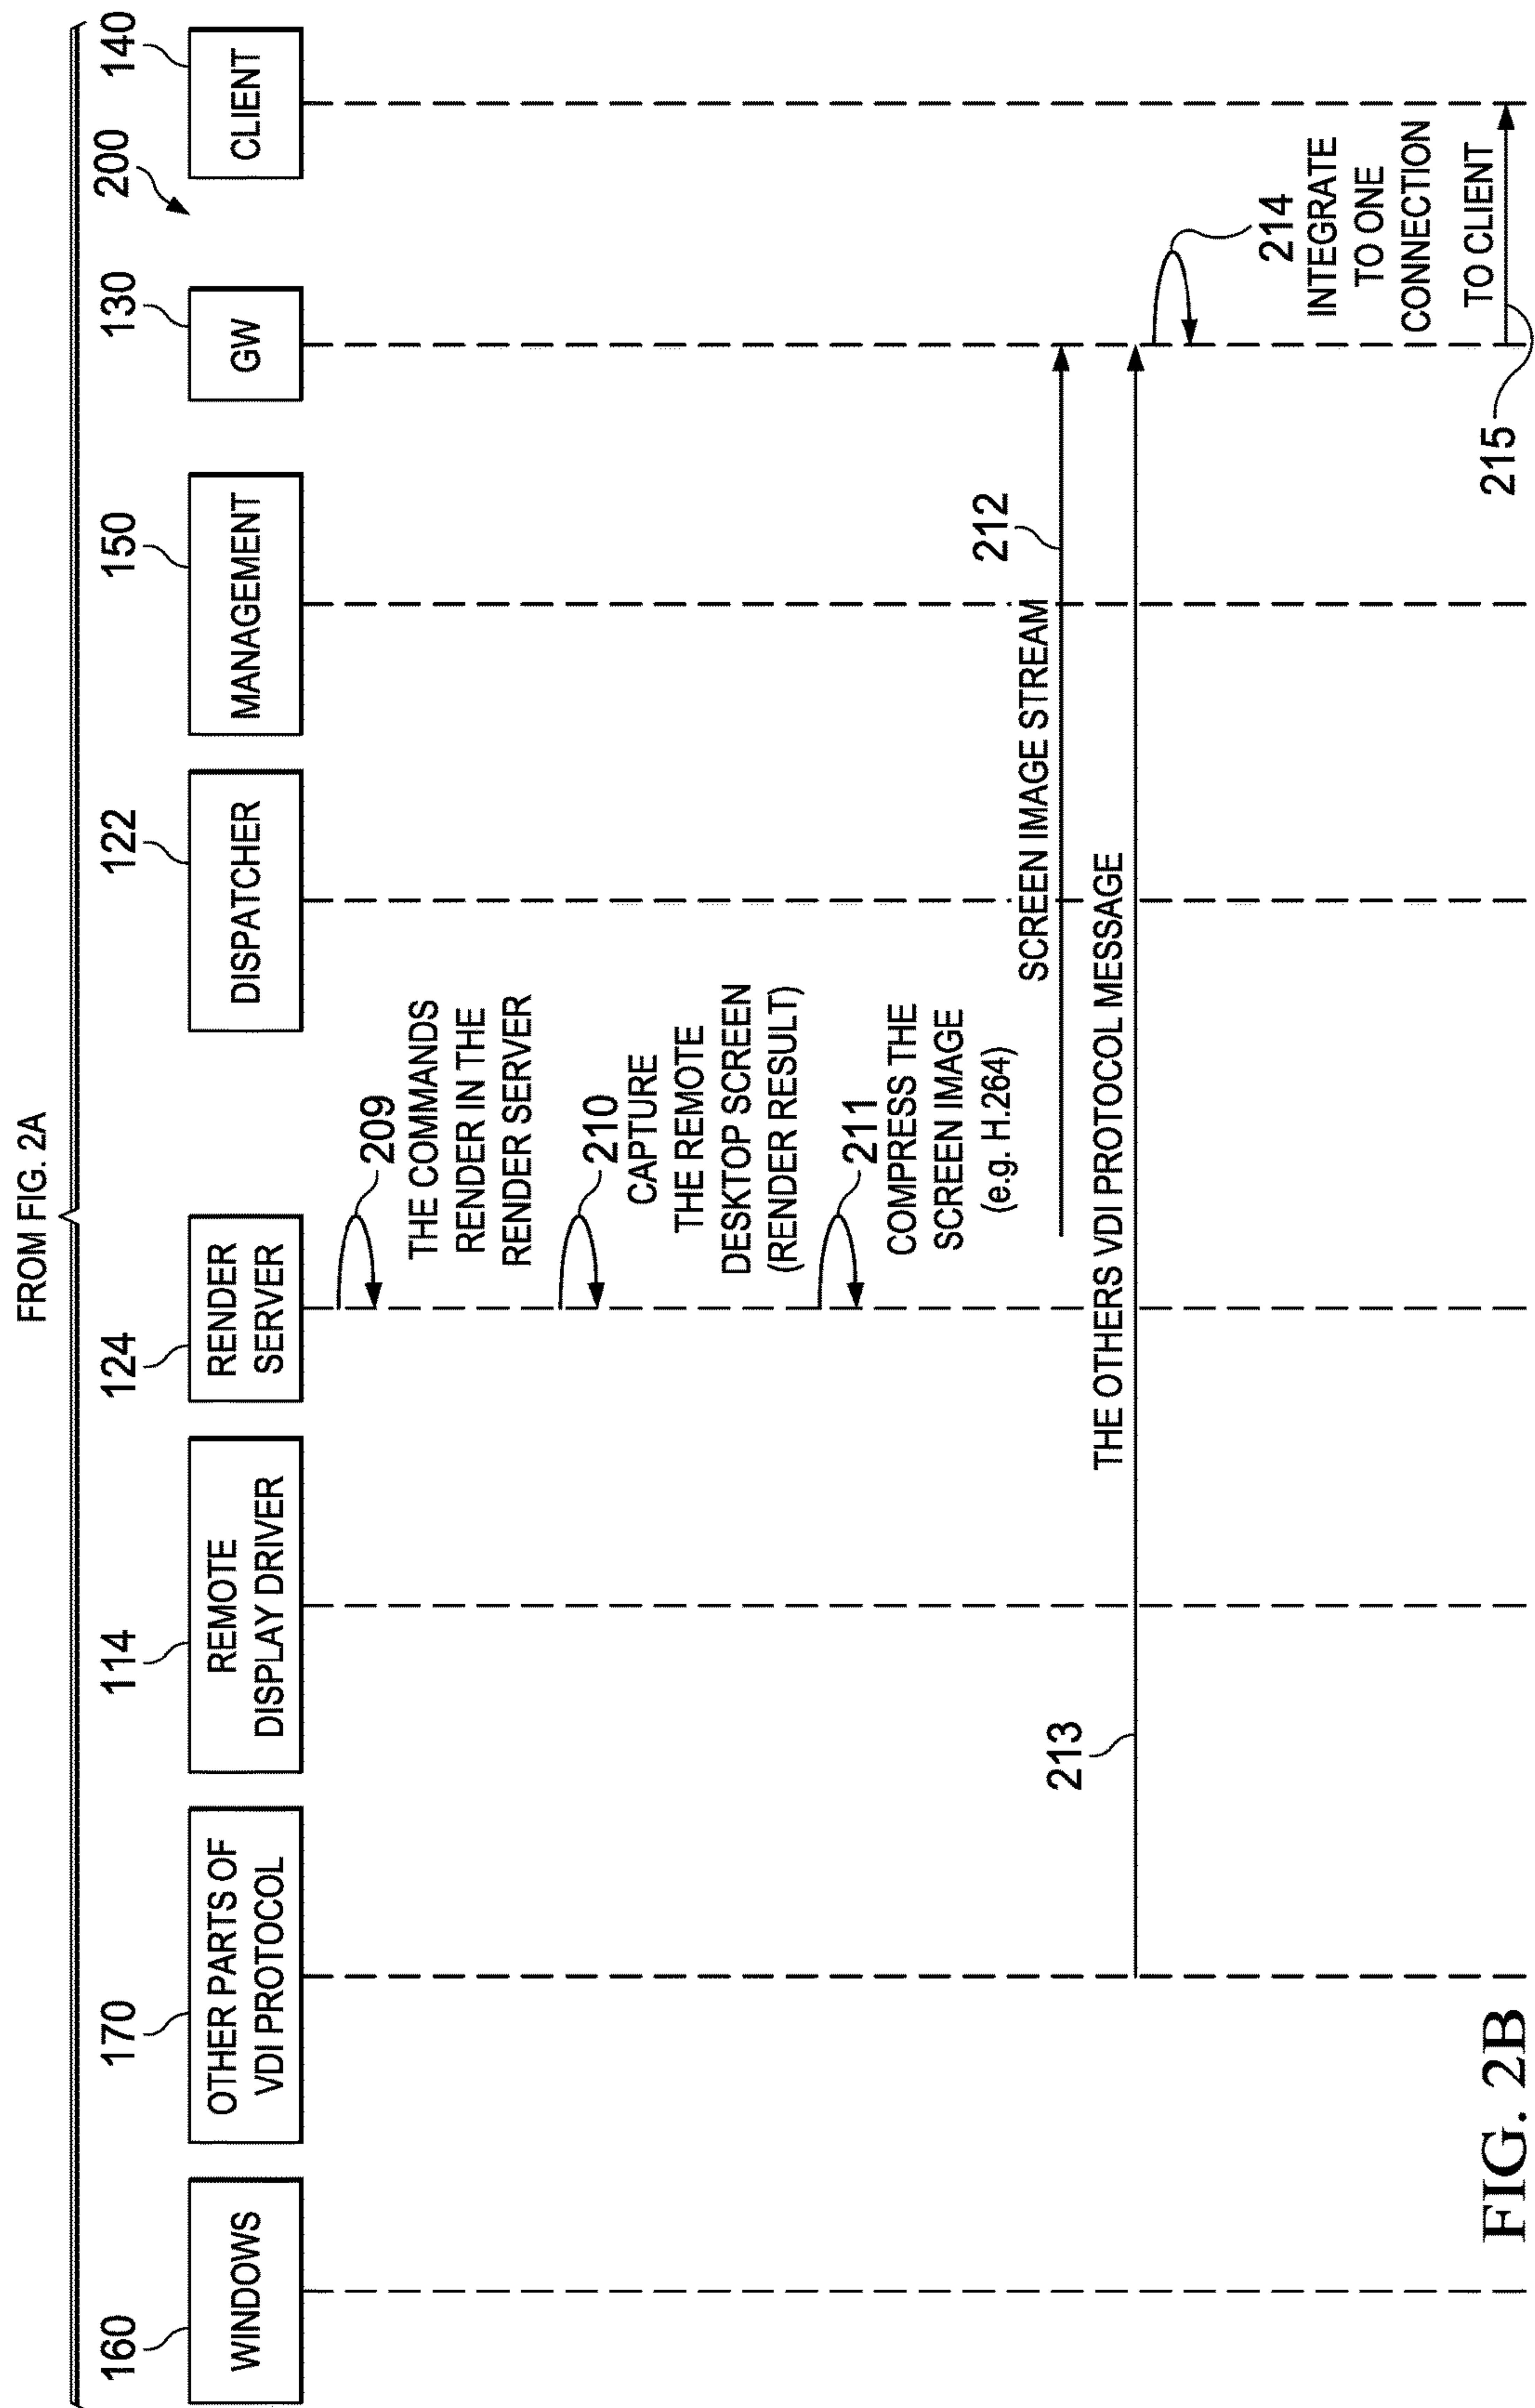 FROM FIG. 2A
200
160
170
114
124
122
150
130
140
WINDOWS
OTHER PARTS OF
VDI PROTOCOL
REMOTE
DISPLAY DRIVER
RENDER
SERVER
DISPATCHER
MANAGEMENT
GW
CLIENT
209
THE COMMANDS
RENDER IN THE
RENDER SERVER
210
CAPTURE
THE REMOTE
DESKTOP SCREEN
(RENDER RESULT)
211
COMPRESS THE
SCREEN IMAGE
(e.g. H.264)
212
SCREEN IMAGE STREAM
213
THE OTHERS VDI PROTOCOL MESSAGE
214
INTEGRATE
TO ONE
CONNECTION
TO CLIENT
215
FIG. 2B